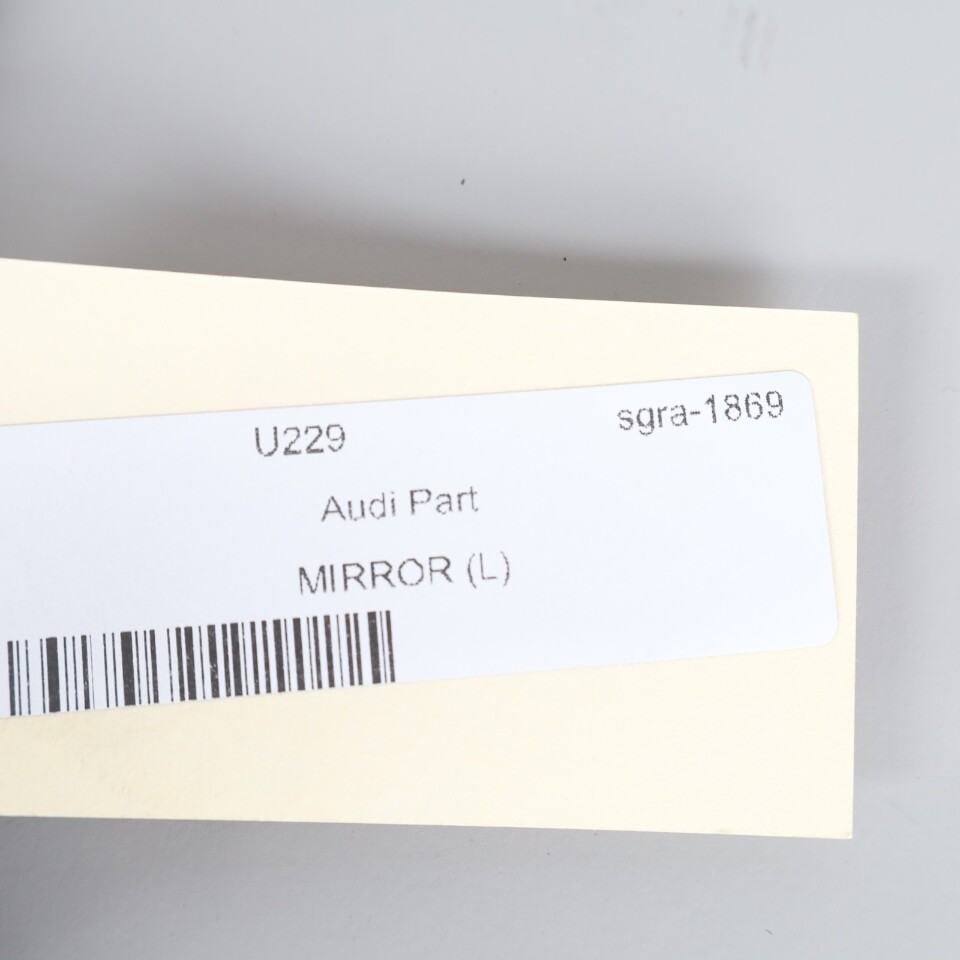 U229 sgra-1869
Audi Part
MIRROR (L)